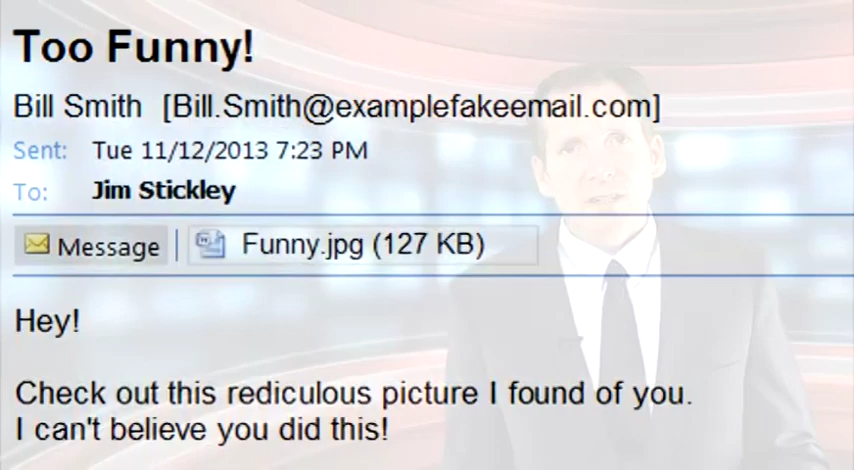 Too Funny!
Bill Smith [Bill.Smith@examplefakeemail.com]
Sent: Tue 11/12/2013 7:23 PM
To: Jim Stickley
Message Funny.jpg (127 KB)
Hey!
Check out this rediculous picture I found of you.
I can't believe you did this!